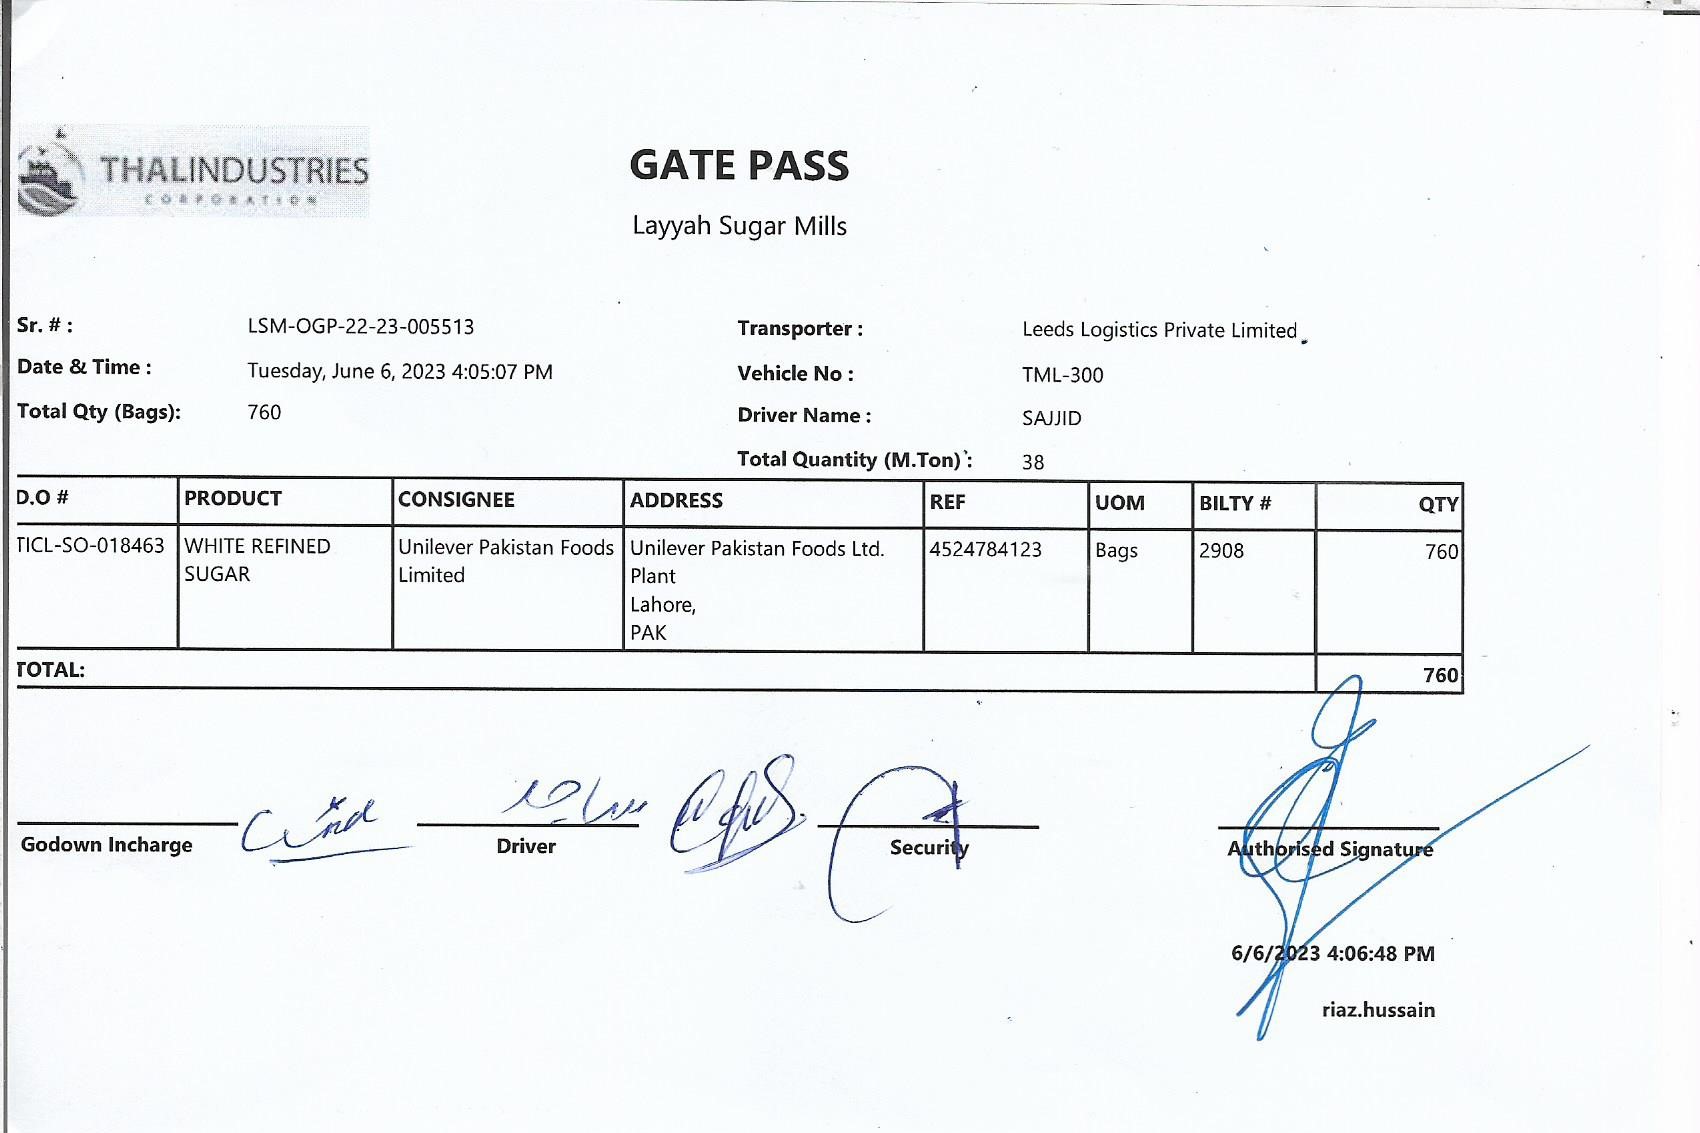 THALINDUSTRIES
CORPORATION
GATE PASS
Layyah Sugar Mills
Sr. # : LSM-OGP-22-23-005513
Transporter : Leeds Logistics Private Limited
Date & Time : Tuesday, June 6, 2023 4:05:07 PM
Vehicle No : TML-300
Total Qty (Bags): 760
Driver Name : SAJJID
Total Quantity (M.Ton) : 38
D.O # PRODUCT CONSIGNEE ADDRESS REF UOM BILTY # QTY
TICL-SO-018463 WHITE REFINED Unilever Pakistan Foods Unilever Pakistan Foods Ltd. 4524784123 Bags 2908 760
SUGAR Limited Plant
Lahore,
PAK
TOTAL: 760
Godown Incharge Driver Security Authorised Signature
6/6/2023 4:06:48 PM
riaz.hussain